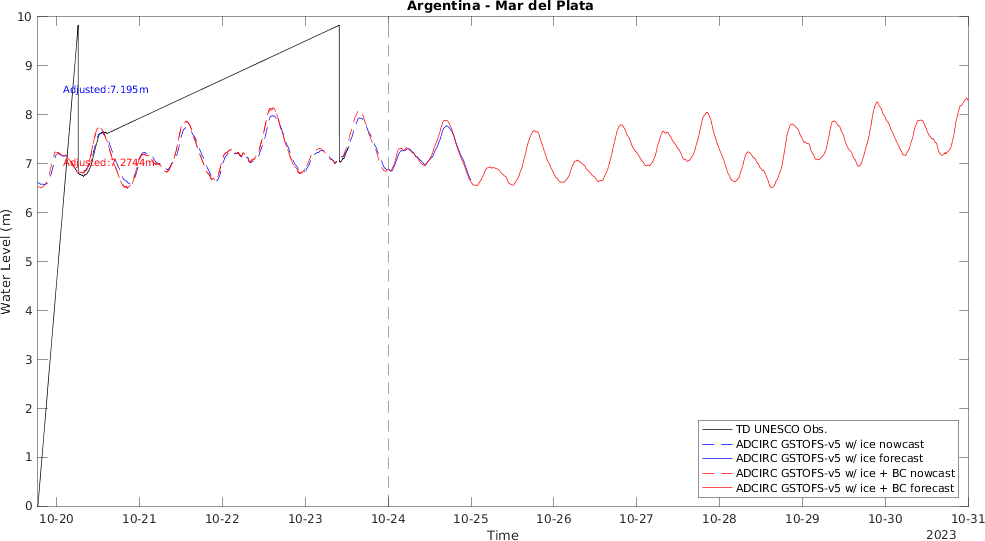 Argentina - Mar del Plata
10
9
8
7
6
5
4
3
2
1
0
Water Level (m)
Adjusted:7.195m
Adjusted:7.2744m
TD UNESCO Obs.
ADCIRC GSTOFS-v5 w/ ice nowcast
ADCIRC GSTOFS-v5 w/ ice forecast
ADCIRC GSTOFS-v5 w/ ice + BC nowcast
ADCIRC GSTOFS-v5 w/ ice + BC forecast
10-20 10-21 10-22 10-23 10-24 10-25 10-26 10-27 10-28 10-29 10-30 10-31
Time
2023